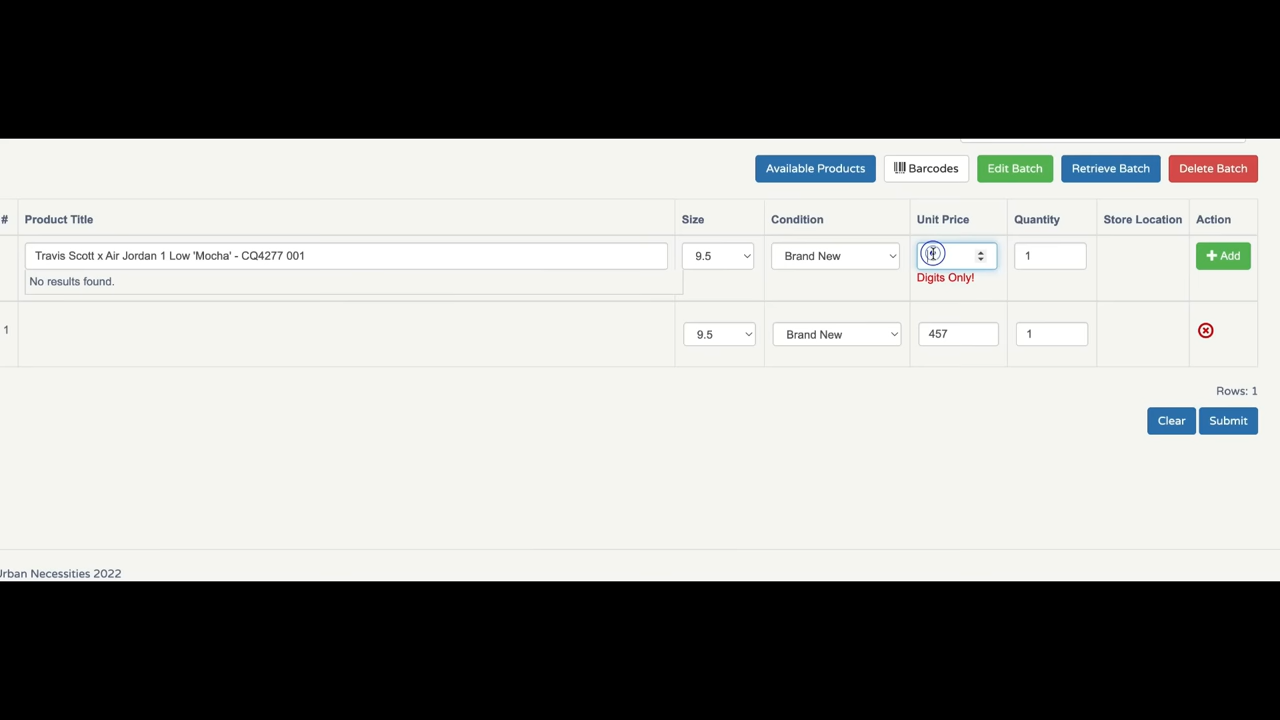 Available Products Barcodes Edit Batch Retrieve Batch Delete Batch
# Product Title Size Condition Unit Price Quantity Store Location Action
Travis Scott x Air Jordan 1 Low 'Mocha' - CQ4277 001 9.5 Brand New 1 + Add
No results found. Digits Only!
1 9.5 Brand New 457 1
Rows: 1
Clear Submit
Urban Necessities 2022